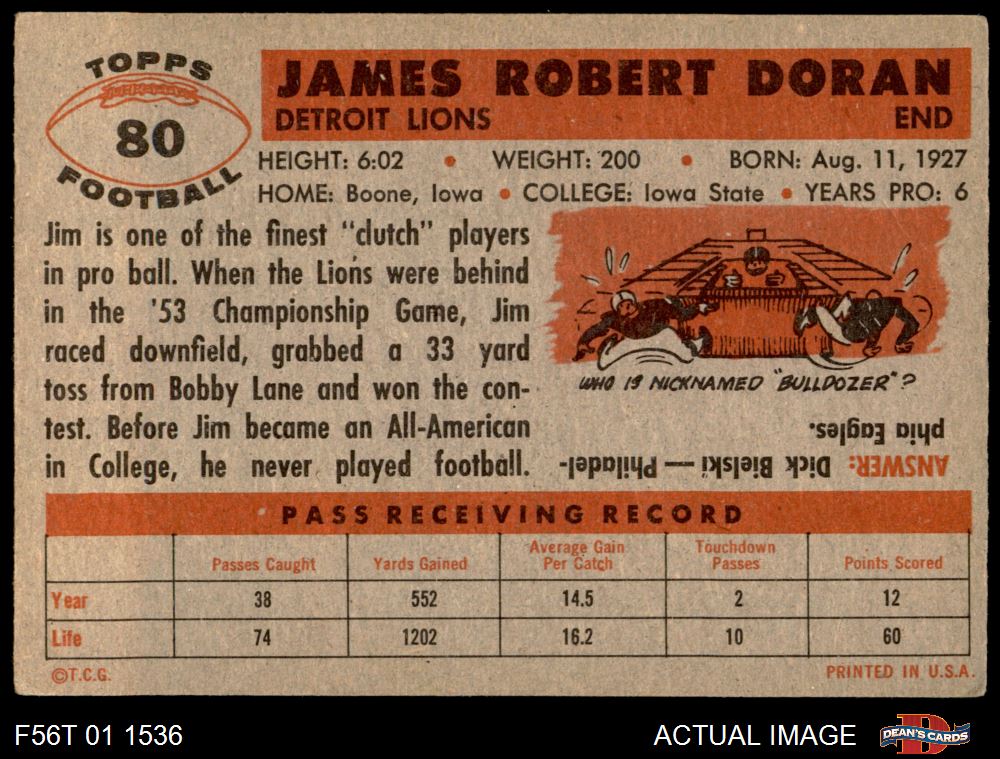 TOPPS
80
FOOTBALL
JAMES ROBERT DORAN
DETROIT LIONS END
HEIGHT: 6:02 • WEIGHT: 200 • BORN: Aug. 11, 1927
HOME: Boone, Iowa • COLLEGE: Iowa State • YEARS PRO: 6
Jim is one of the finest "clutch" players
in pro ball. When the Lions were behind
in the '53 Championship Game, Jim
raced downfield, grabbed a 33 yard
toss from Bobby Lane and won the con-
test. Before Jim became an All-American
in College, he never played football.
WHO IS NICKNAMED "BULLDOZER"?
ANSWER: Dick Bielski — Philadel-
phia Eagles.
PASS RECEIVING RECORD
Passes Caught Yards Gained Average Gain Per Catch Touchdown Passes Points Scored
Year 38 552 14.5 2 12
Life 74 1202 16.2 10 60
©T.C.G. PRINTED IN U.S.A.
F56T 01 1536 ACTUAL IMAGE DEAN'S CARDS